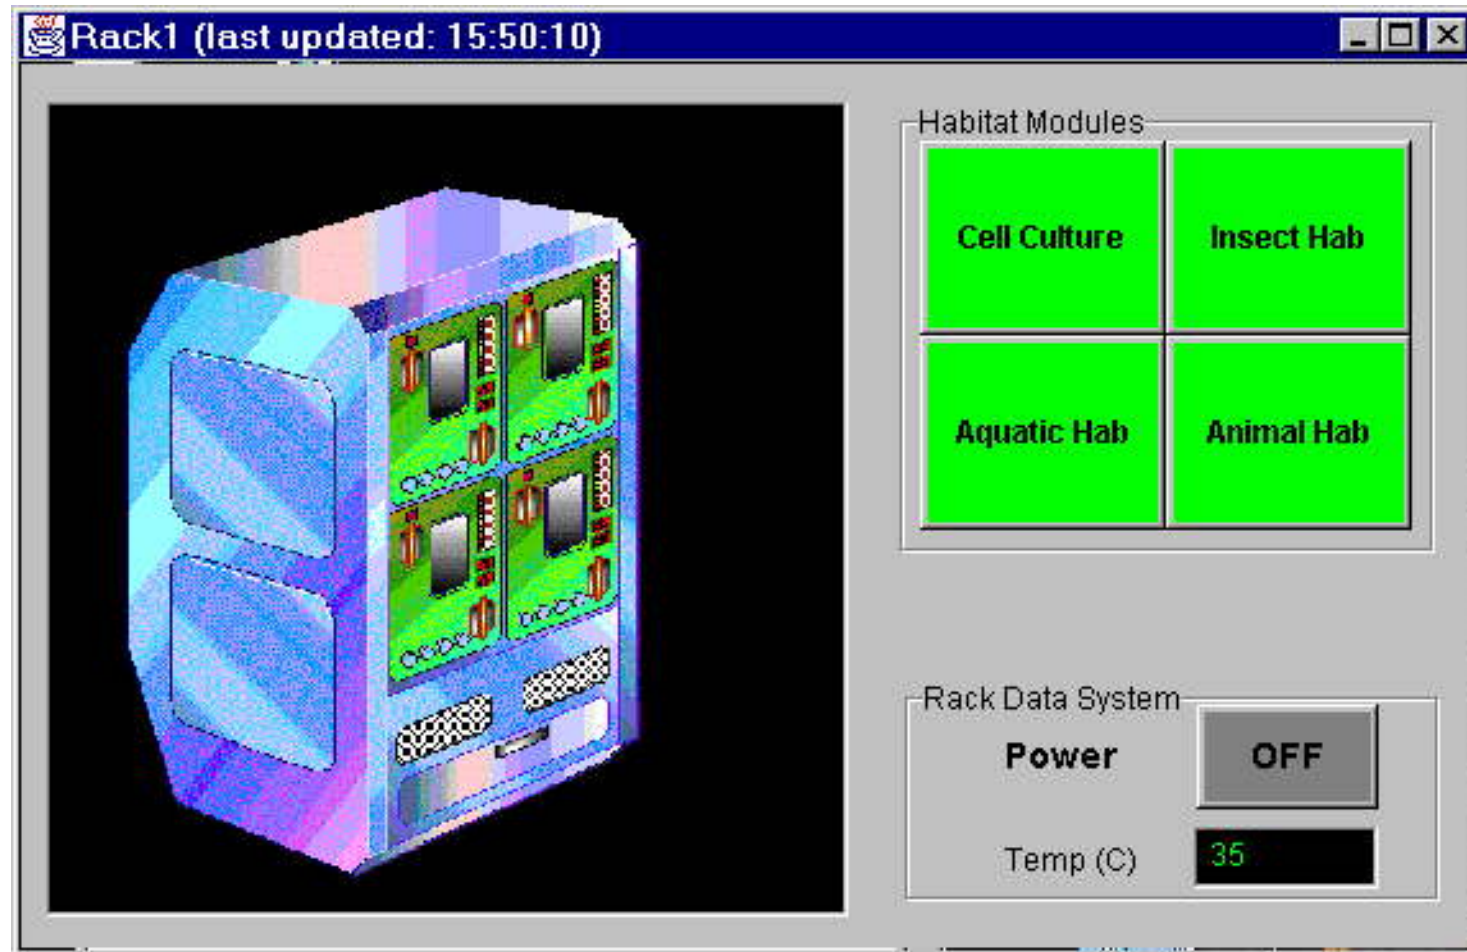 Rack1 (last updated: 15:50:10)
Habitat Modules
Cell Culture
Insect Hab
Aquatic Hab
Animal Hab
Rack Data System
Power
OFF
Temp (C)
35